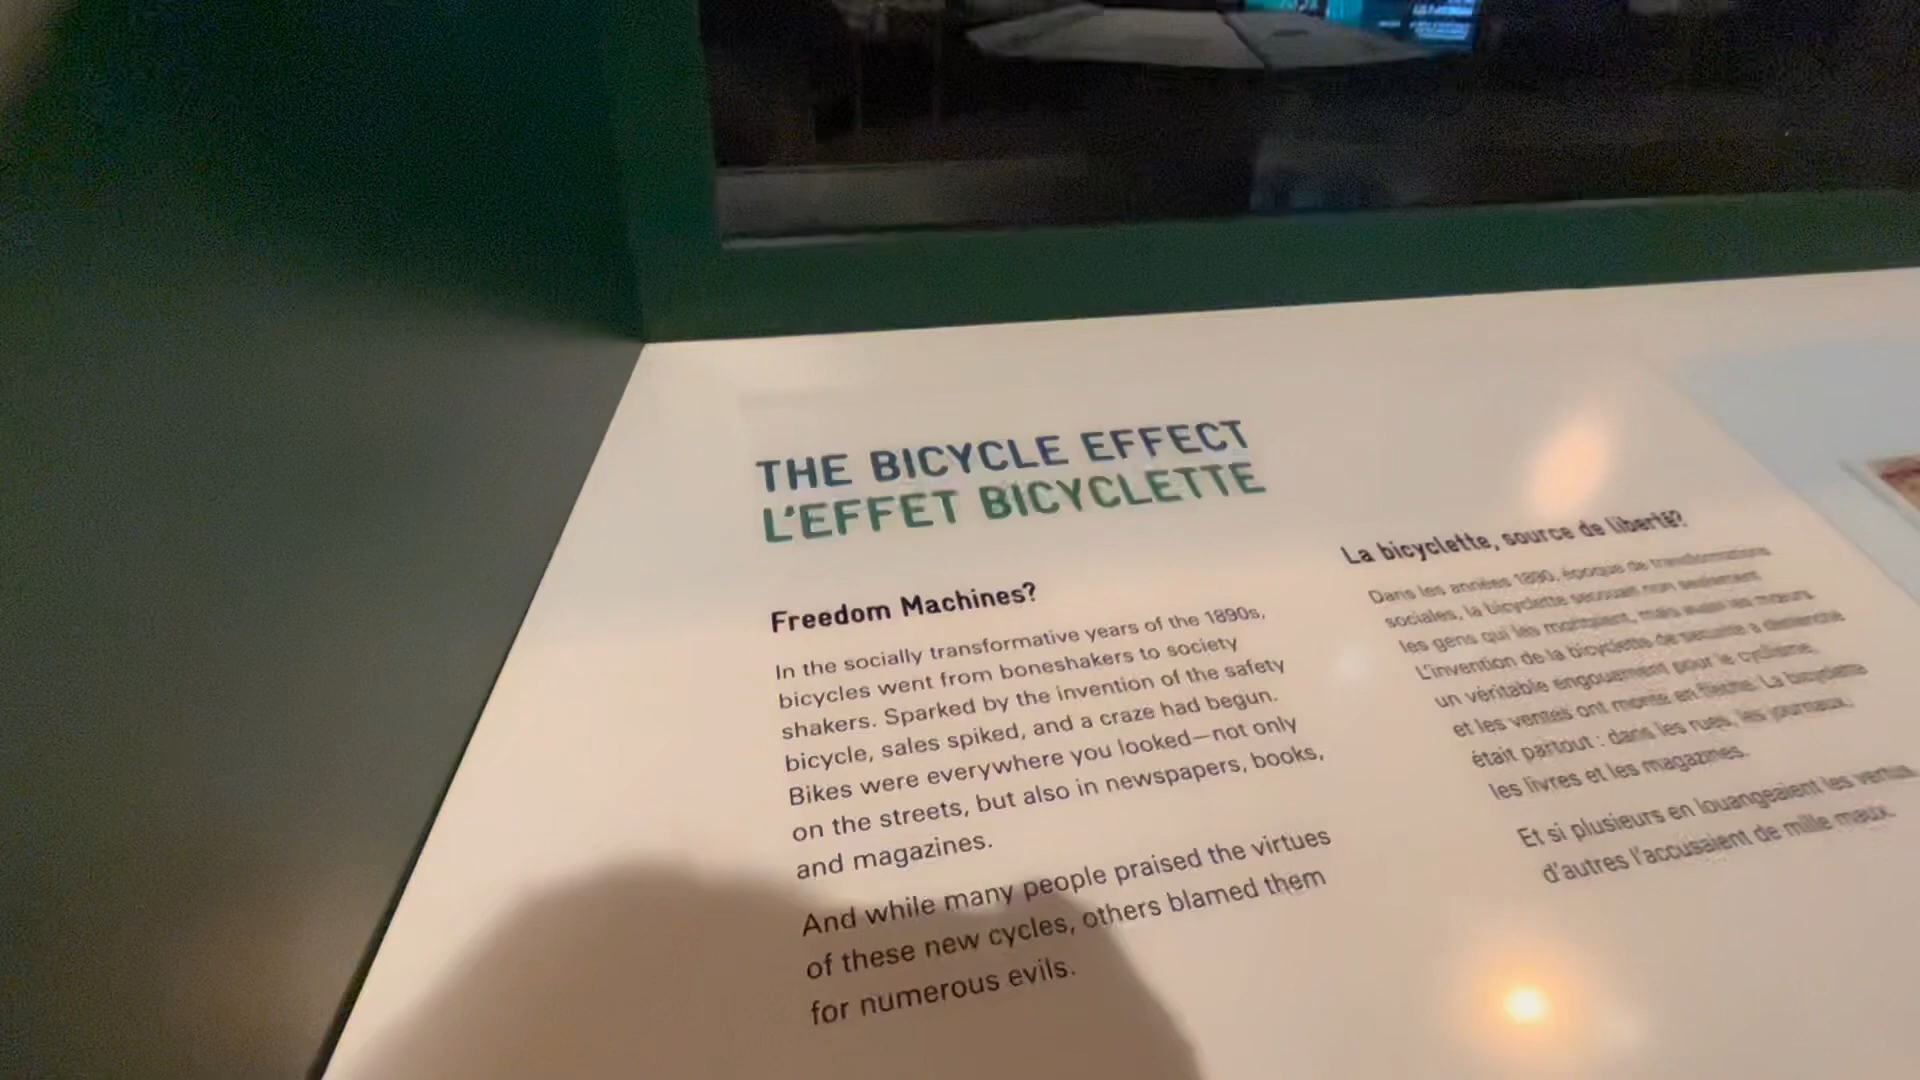 THE BICYCLE EFFECT
L'EFFET BICYCLETTE
Freedom Machines?
In the socially transformative years of the 1890s,
bicycles went from boneshakers to society
shakers. Sparked by the invention of the safety
bicycle, sales spiked, and a craze had begun.
Bikes were everywhere you looked—not only
on the streets, but also in newspapers, books,
and magazines.
And while many people praised the virtues
of these new cycles, others blamed them
for numerous evils.
La bicyclette, source de liberté?
Dans les années 1890, époque de transformations
sociales, la bicyclette secouait non seulement
les gens qui les montaient, mais aussi les mœurs.
L'invention de la bicyclette de sécurité a déclenché
un véritable engouement pour le cyclisme,
et les ventes ont monté en flèche. La bicyclette
était partout : dans les rues, les journaux,
les livres et les magazines.
Et si plusieurs en louangeaient les vertus,
d'autres l'accusaient de mille maux.